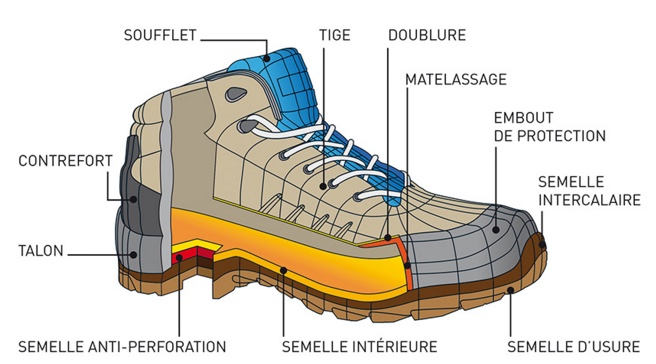 SOUFFLET
TIGE
DOUBLURE
MATELASSAGE
EMBOUT
DE PROTECTION
CONTREFORT
SEMELLE
INTERCALAIRE
TALON
SEMELLE ANTI-PERFORATION
SEMELLE INTÉRIEURE
SEMELLE D'USURE